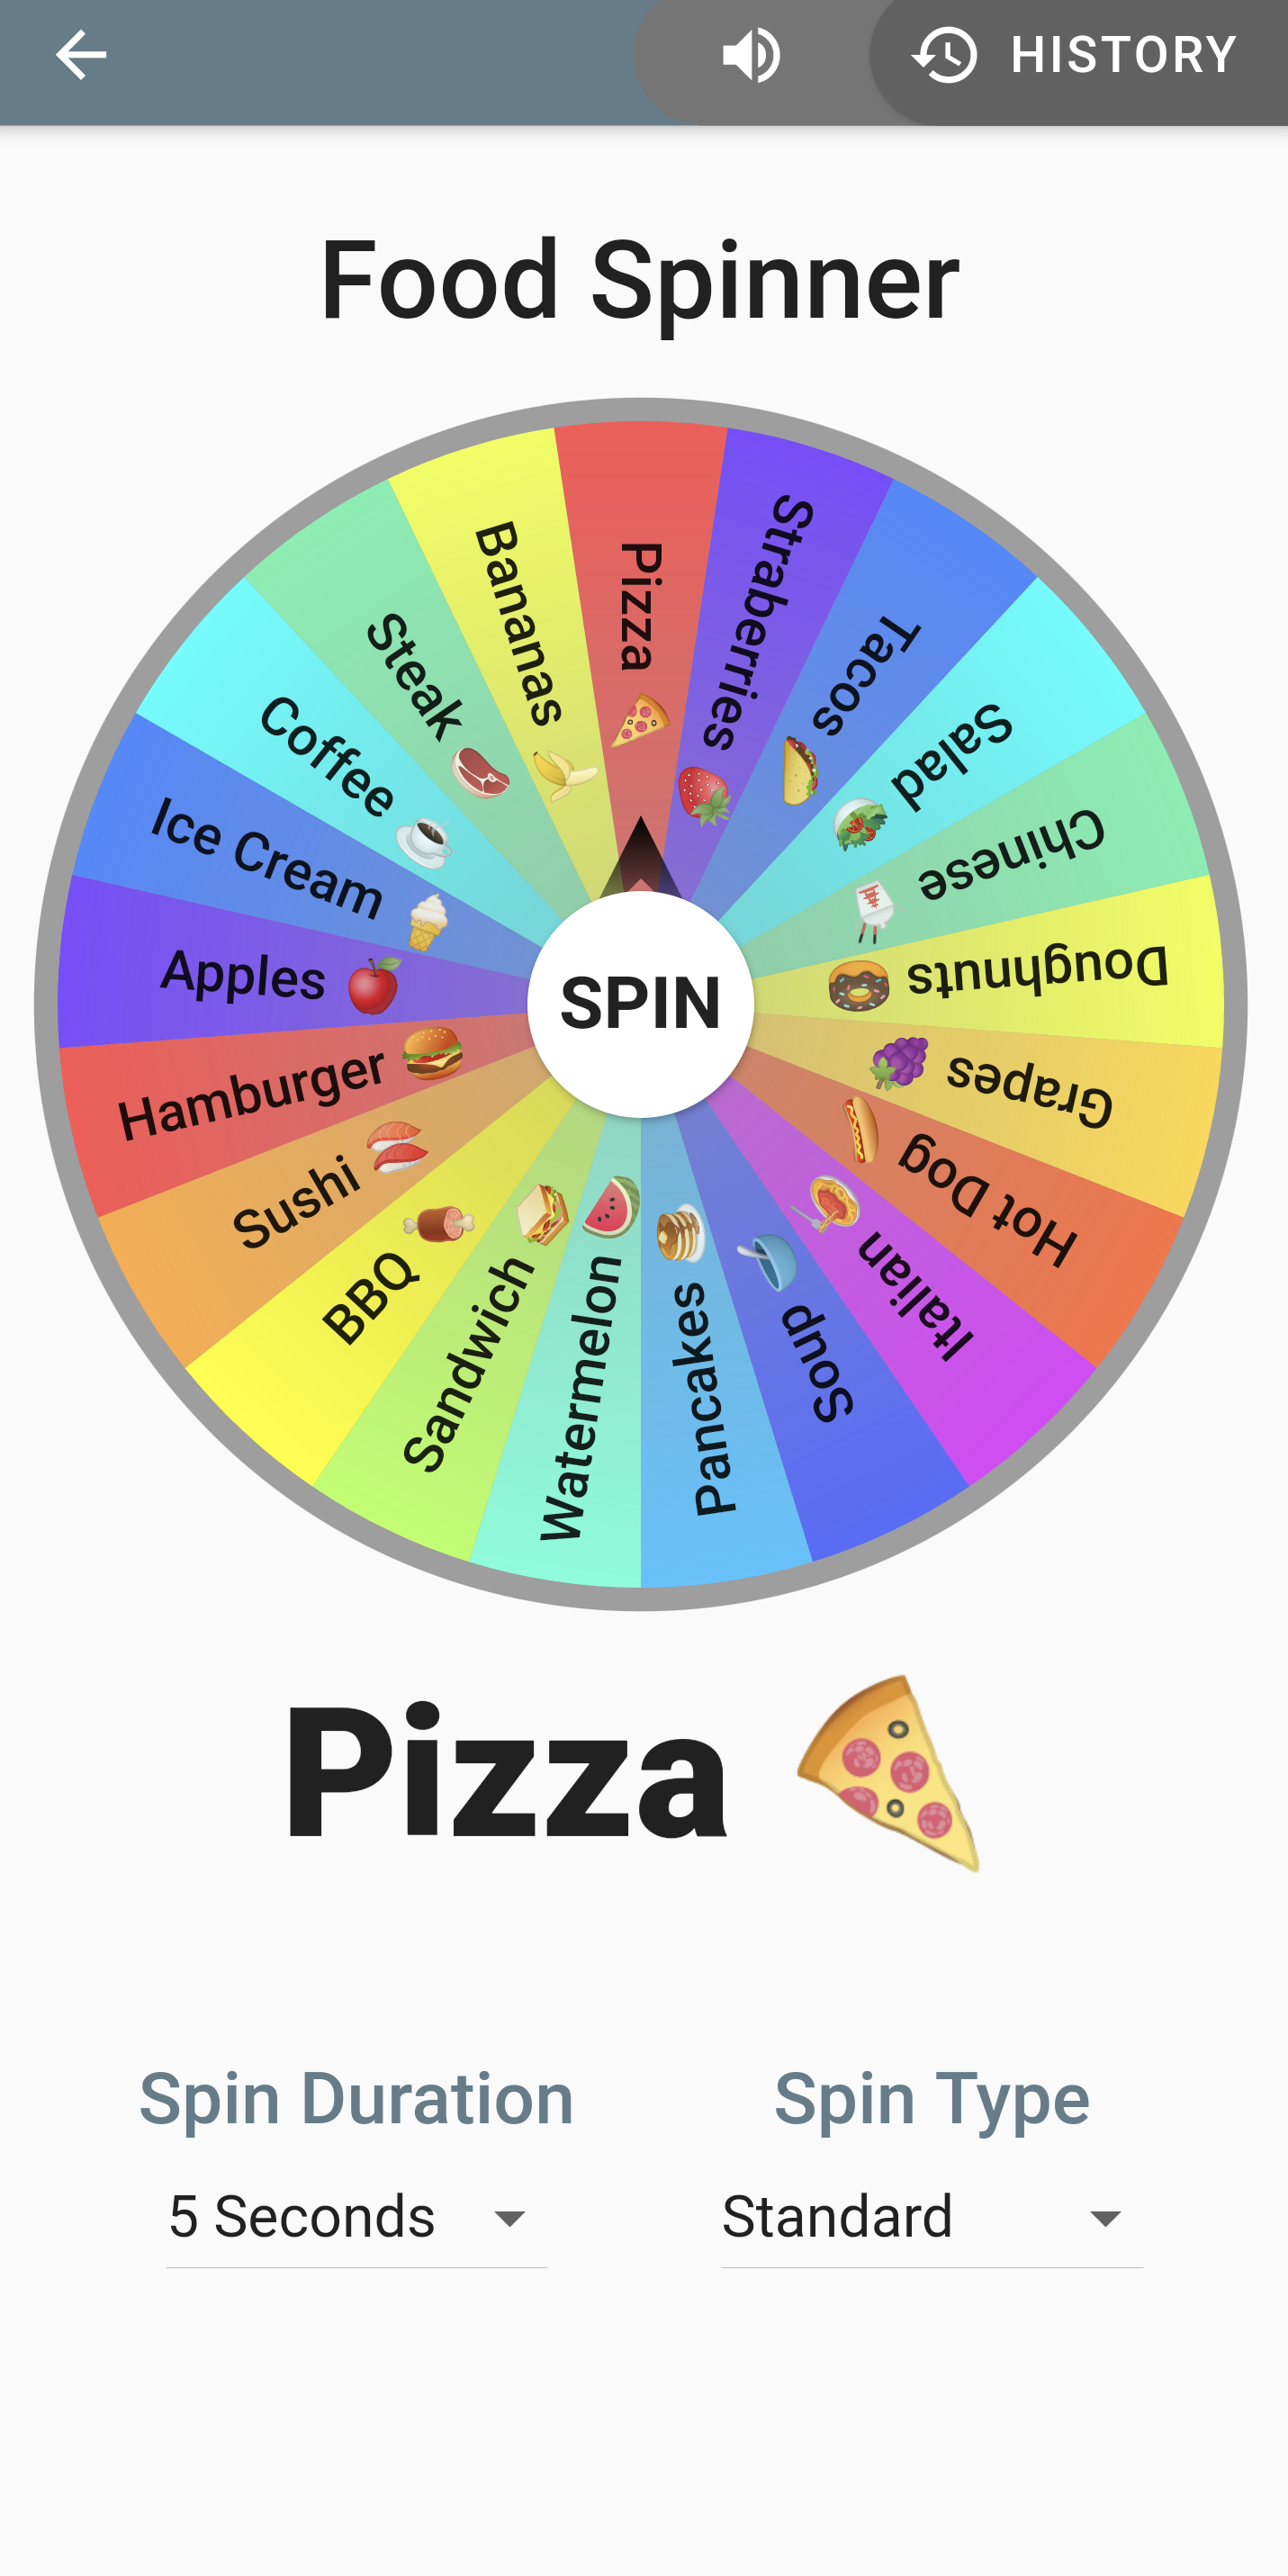 HISTORY
Food Spinner
Pizza
Straberries
Tacos
Salad
Chinese
Doughnuts
Grapes
Hot Dog
Italian
Soup
Pancakes
Watermelon
Sandwich
BBQ
Sushi
Hamburger
Apples
Ice Cream
Coffee
Steak
Bananas
SPIN
Pizza
Spin Duration
Spin Type
5 Seconds
Standard